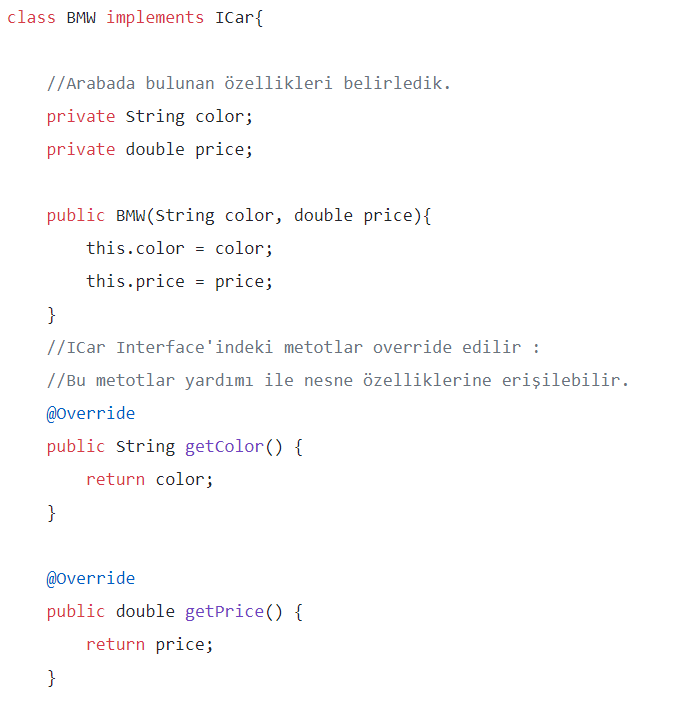 class BMW implements ICar{
//Arabada bulunan özellikleri belirledik.
private String color;
private double price;
public BMW(String color, double price){
this.color = color;
this.price = price;
}
//ICar Interface'indeki metotlar override edilir :
//Bu metotlar yardımı ile nesne özelliklerine erişilebilir.
@Override
public String getColor() {
return color;
}
@Override
public double getPrice() {
return price;
}